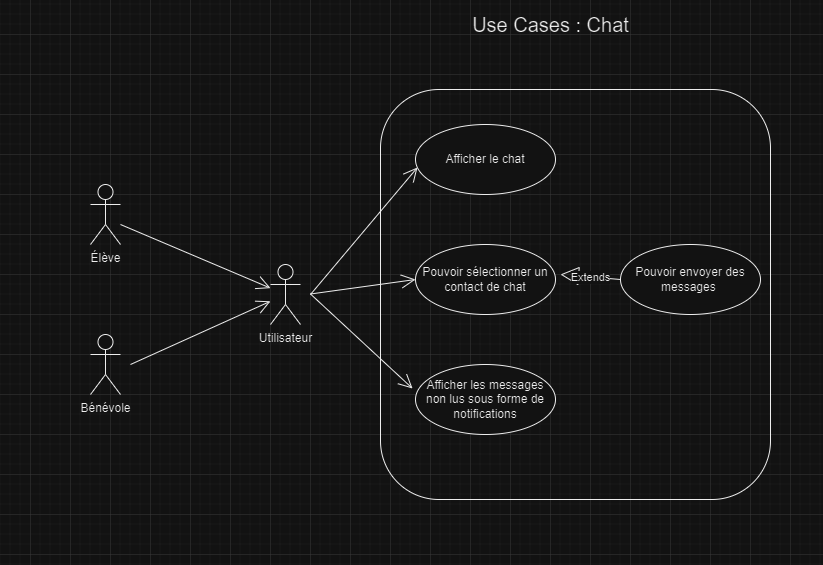 Use Cases : Chat
Afficher le chat
Élève
Pouvoir sélectionner un
contact de chat
Extends
Pouvoir envoyer des
messages
Utilisateur
Afficher les messages
non lus sous forme de
notifications
Bénévole